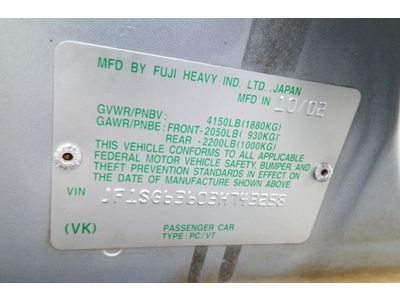 MFD BY FUJI HEAVY IND. LTD., JAPAN
MFD IN 10/02
GVWR/PNBV: 4150LB(1880KG)
GAWR/PNBE: FRONT-2050LB( 930KG)
REAR -2200LB(1000KG)
THIS VEHICLE CONFORMS TO ALL APPLICABLE
FEDERAL MOTOR VEHICLE SAFETY, BUMPER, AND
THEFT PREVENTION STANDARDS IN EFFECT ON
THE DATE OF MANUFACTURE SHOWN ABOVE.
VIN JF1SG63603H743258
(VK) PASSENGER CAR
TYPE: PC/VT